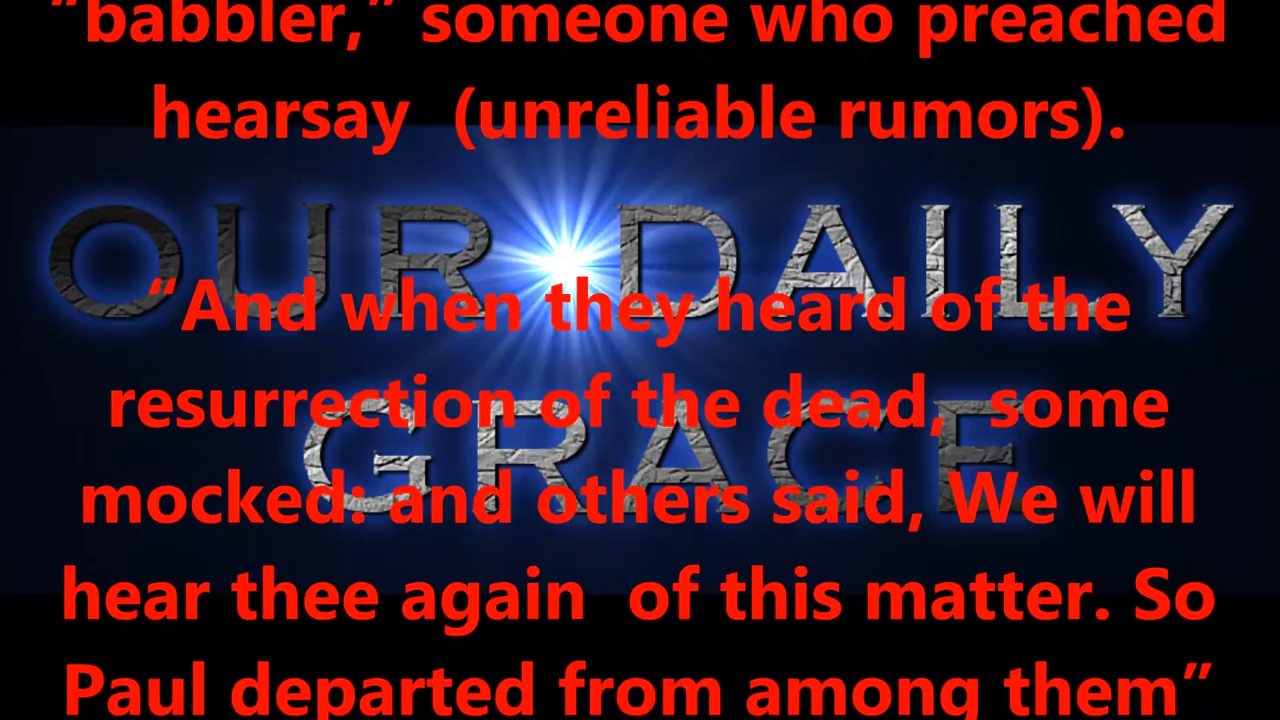 “babbler,” someone who preached
hearsay (unreliable rumors).
OUR DAILY
“And when they heard of the
resurrection of the dead, some
GRACE
mocked: and others said, We will
hear thee again of this matter. So
Paul departed from among them”